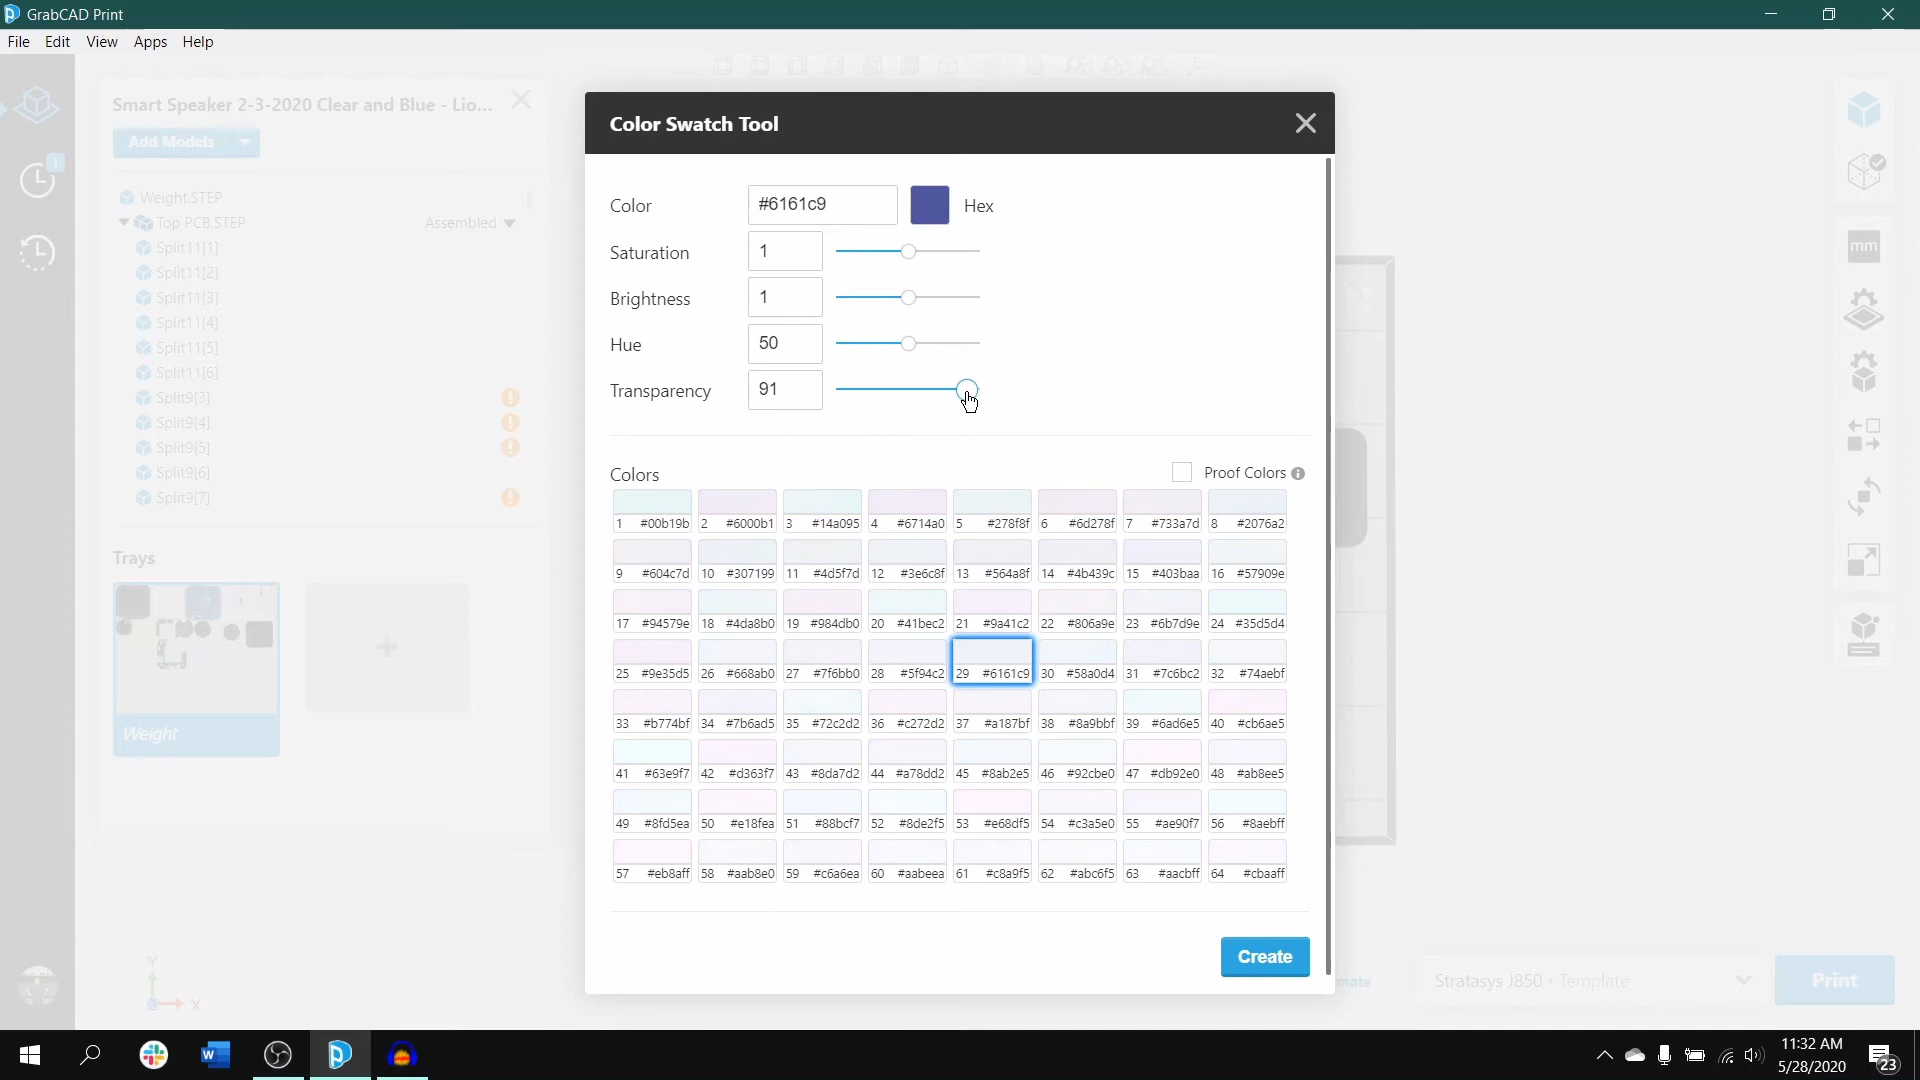 GrabCAD Print
File Edit View Apps Help
Smart Speaker 2-3-2020 Clear and Blue - Lio...
Add Models
Weight.STEP
Top PCB.STEP Assembled
Split11[1]
Split11[2]
Split11[3]
Split11[4]
Split11[5]
Split11[6]
Split9[3]
Split9[4]
Split9[5]
Split9[6]
Split9[7]
Trays
Weight
Y
X
1
Color Swatch Tool
Color #6161c9 Hex
Saturation 1
Brightness 1
Hue 50
Transparency 91
Colors Proof Colors
1 #00b19b 2 #6000b1 3 #14a095 4 #6714a0 5 #278f8f 6 #6d278f 7 #733a7d 8 #2076a2
9 #604c7d 10 #307199 11 #4d5f7d 12 #3e6c8f 13 #564a8f 14 #4b439c 15 #403baa 16 #57909e
17 #94579e 18 #4da8b0 19 #984db0 20 #41bec2 21 #9a41c2 22 #806a9e 23 #6b7d9e 24 #35d5d4
25 #9e35d5 26 #668ab0 27 #7f6bb0 28 #5f94c2 29 #6161c9 30 #58a0d4 31 #7c6bc2 32 #74aebf
33 #b774bf 34 #7b6ad5 35 #72c2d2 36 #c272d2 37 #a187bf 38 #8a9bbf 39 #6ad6e5 40 #cb6ae5
41 #63e9f7 42 #d363f7 43 #8da7d2 44 #a78dd2 45 #8ab2e5 46 #92cbe0 47 #db92e0 48 #ab8ee5
49 #8fd5ea 50 #e18fea 51 #88bcf7 52 #8de2f5 53 #e68df5 54 #c3a5e0 55 #ae90f7 56 #8aebff
57 #eb8aff 58 #aab8e0 59 #c6a6ea 60 #aabeea 61 #c8a9f5 62 #abc6f5 63 #aacbff 64 #cbaaff
Create
mm
mate
Stratasys J850 • Template
Print
11:32 AM
5/28/2020
23